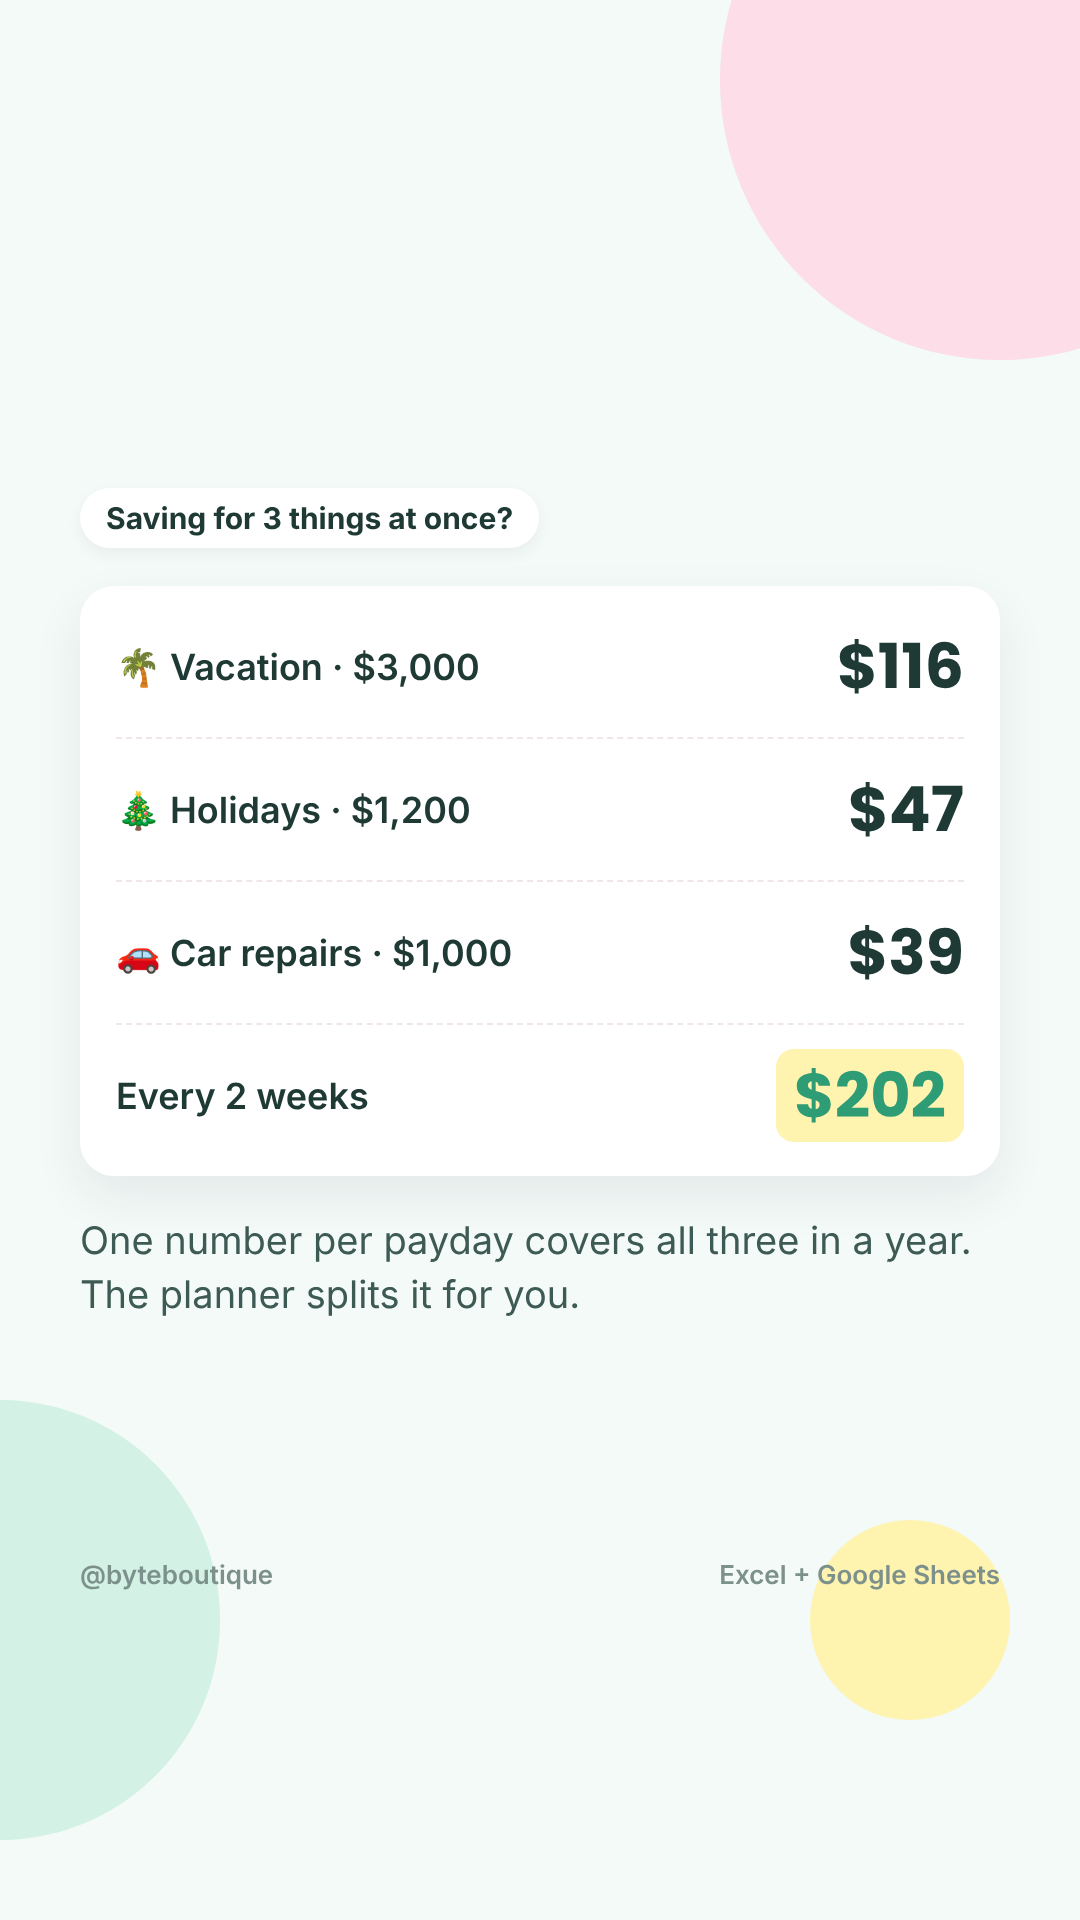 Saving for 3 things at once?
🌴 Vacation · $3,000 $116
🎄 Holidays · $1,200 $47
🚗 Car repairs · $1,000 $39
Every 2 weeks $202
One number per payday covers all three in a year.
The planner splits it for you.
@byteboutique Excel + Google Sheets